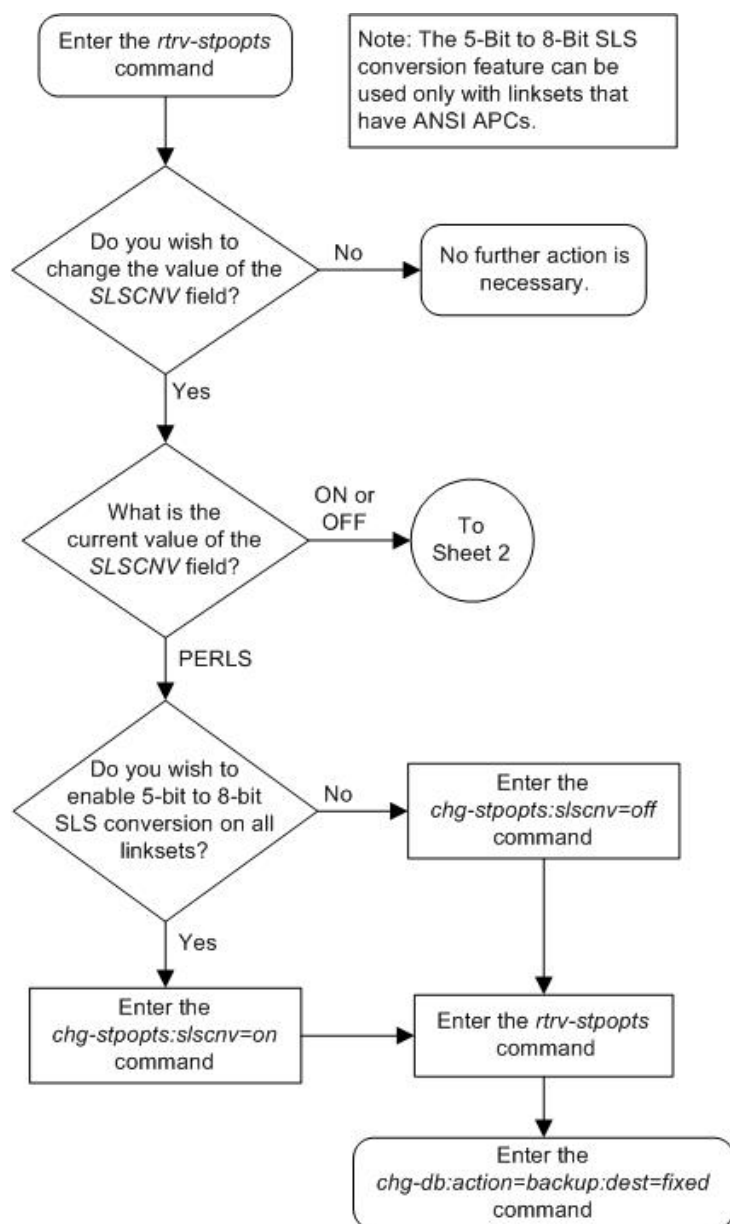 Enter the rtrv-stpopts
command
Note: The 5-Bit to 8-Bit SLS
conversion feature can be
used only with linksets that
have ANSI APCs.
Do you wish to
change the value of the
SLSCNV field?
No
No further action is
necessary.
Yes
What is the
current value of the
SLSCNV field?
ON or
OFF
To
Sheet 2
PERLS
Do you wish to
enable 5-bit to 8-bit
SLS conversion on all
linksets?
No
Enter the
chg-stpopts:slscnv=off
command
Yes
Enter the
chg-stpopts:slscnv=on
command
Enter the rtrv-stpopts
command
Enter the
chg-db:action=backup:dest=fixed
command